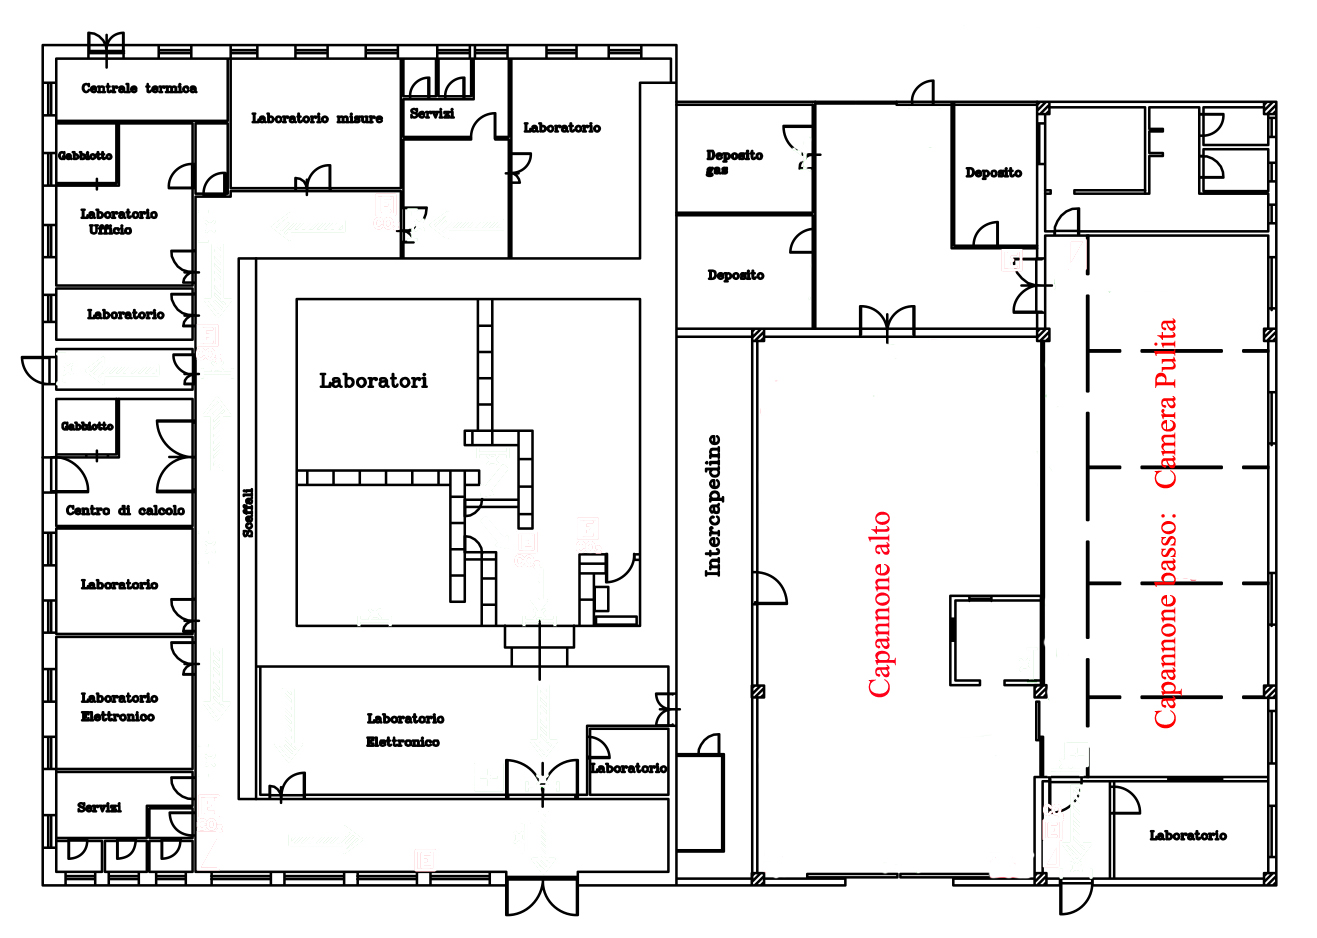 Centrale termica
Laboratorio misure
Servizi
Laboratorio
Gabbiotto
Laboratorio
Ufficio
Deposito
gas
Deposito
Deposito
Laboratorio
Laboratori
Gabbiotto
Centro di calcolo
Scaffali
Intercapedine
Capannone alto
Capannone basso: Camera Pulita
Laboratorio
Laboratorio
Elettronico
Laboratorio
Elettronico
Laboratorio
Servizi
Laboratorio